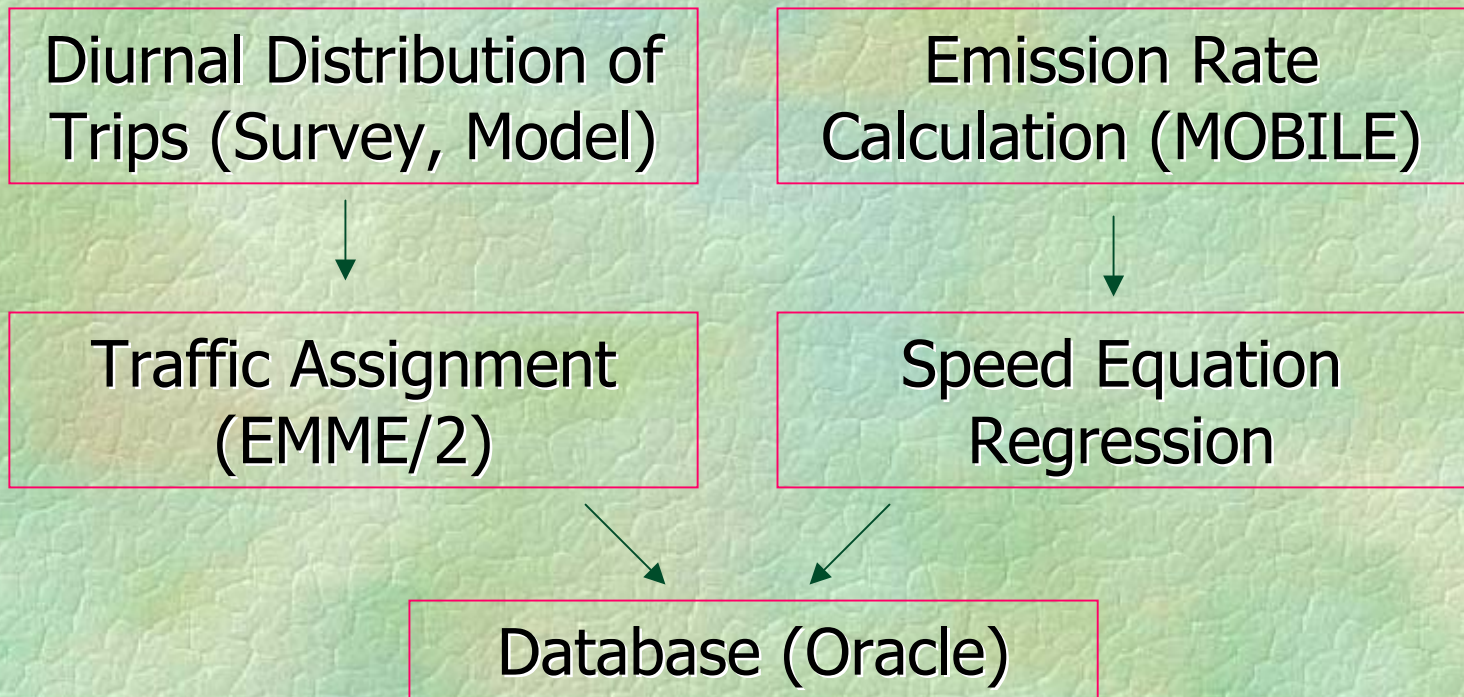 Diurnal Distribution of
Trips (Survey, Model)
Emission Rate
Calculation (MOBILE)
Traffic Assignment
(EMME/2)
Speed Equation
Regression
Database (Oracle)